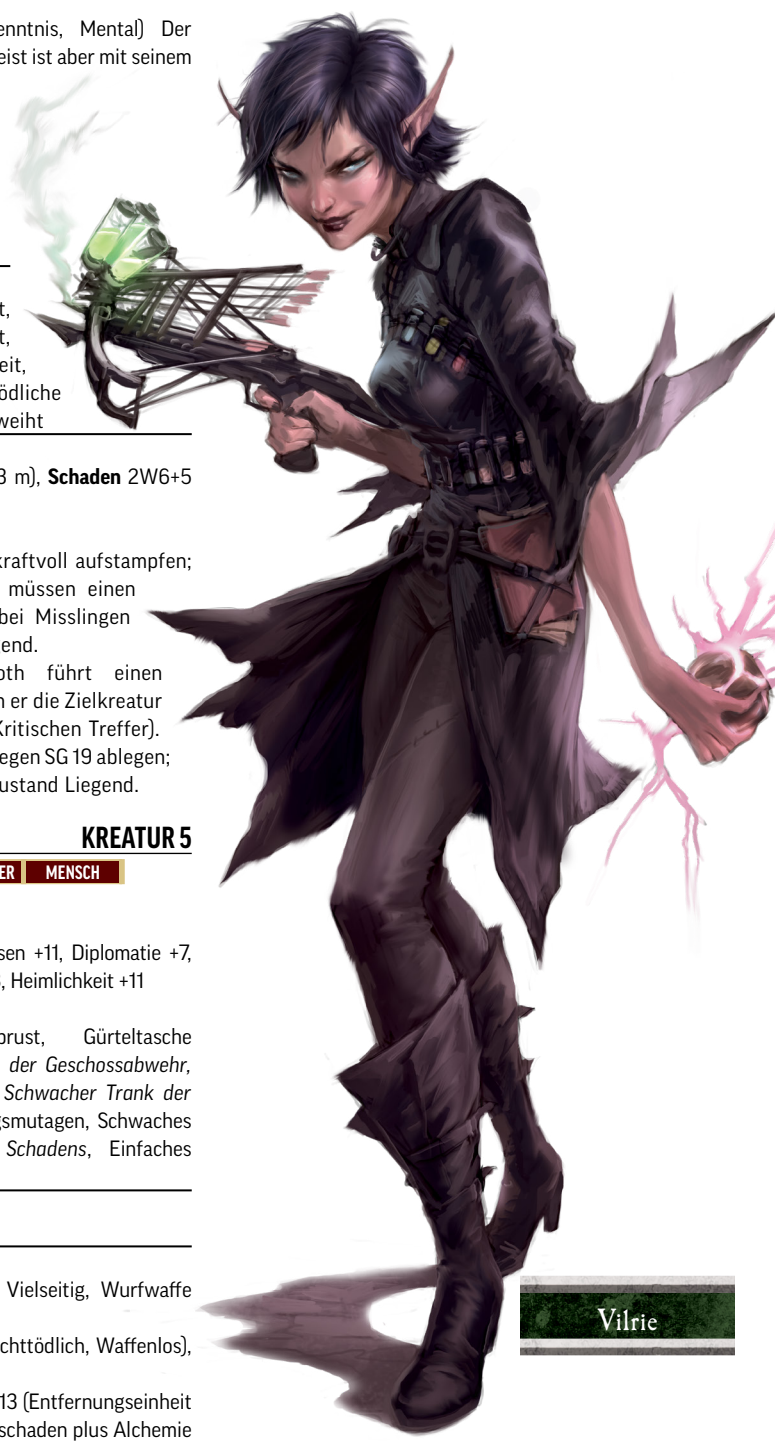 enntnis, Mental) Der
eist ist aber mit seinem
t,
t,
eit,
ödliche
weiht
3 m), Schaden 2W6+5
kraftvoll aufstampfen;
müssen einen
bei Misslingen
gend.
oth führt einen
n er die Zielkreatur
Kritischen Treffer).
egen SG 19 ablegen;
ustand Liegend.
KREATUR 5
ER MENSCH
sen +11, Diplomatie +7,
, Heimlichkeit +11
brust, Gürteltasche
der Geschossabwehr,
Schwacher Trank der
gsmutagen, Schwaches
Schadens, Einfaches
Vielseitig, Wurfwaffe
chttödlich, Waffenlos),
13 (Entfernungseinheit
schaden plus Alchemie
Vilrie